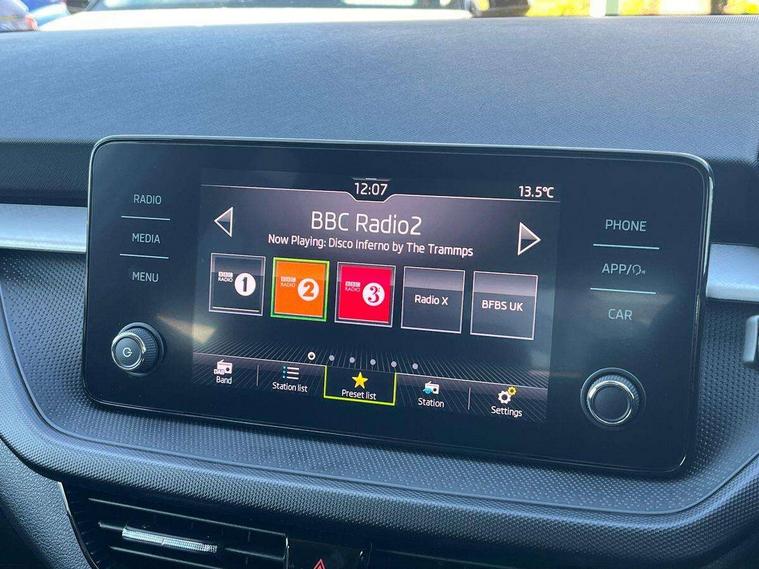 12:07
13.5°C
RADIO
MEDIA
MENU
BBC Radio2
Now Playing: Disco Inferno by The Trammps
BBC
RADIO 1
BBC
RADIO 2
BBC
RADIO 3
Radio X
BFBS UK
DAB
Band
Station list
Preset list
Station
Settings
PHONE
APP/
CAR